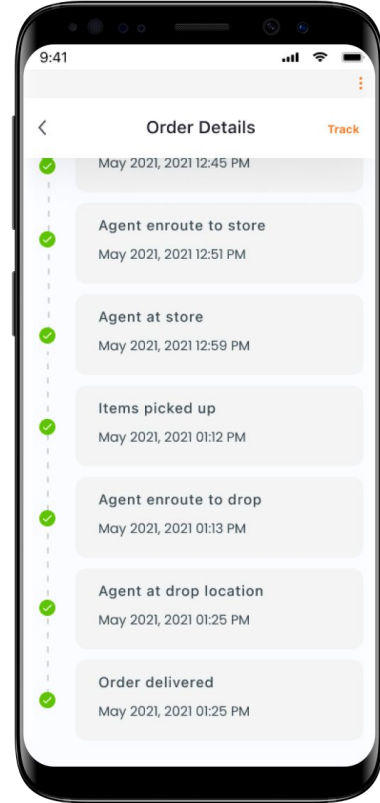 9:41
Order Details
Track
May 2021, 2021 12:45 PM
Agent enroute to store
May 2021, 2021 12:51 PM
Agent at store
May 2021, 2021 12:59 PM
Items picked up
May 2021, 2021 01:12 PM
Agent enroute to drop
May 2021, 2021 01:13 PM
Agent at drop location
May 2021, 2021 01:25 PM
Order delivered
May 2021, 2021 01:25 PM